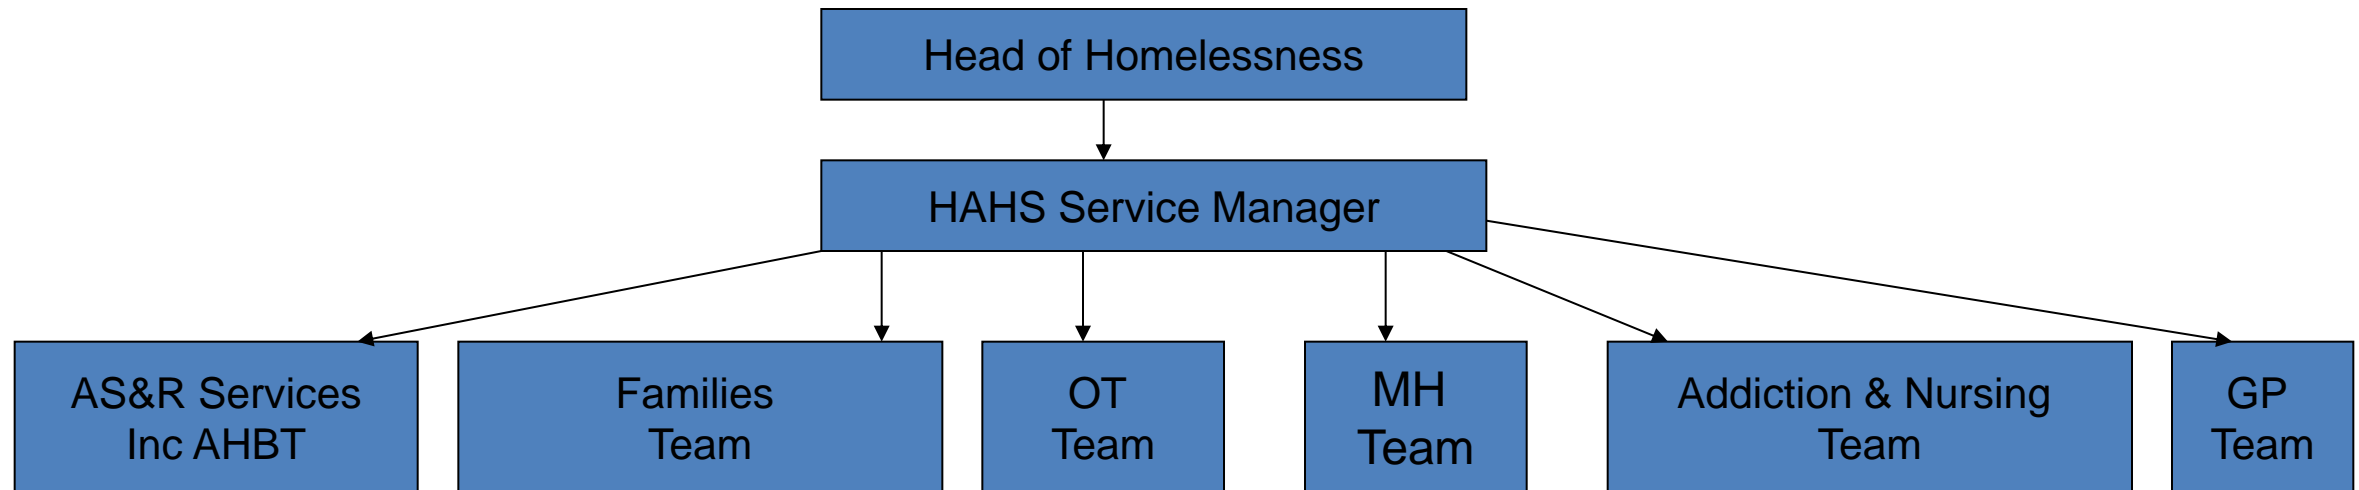 Head of Homelessness
HAHS Service Manager
AS&R Services
Inc AHBT
Families
Team
OT
Team
MH
Team
Addiction & Nursing
Team
GP
Team